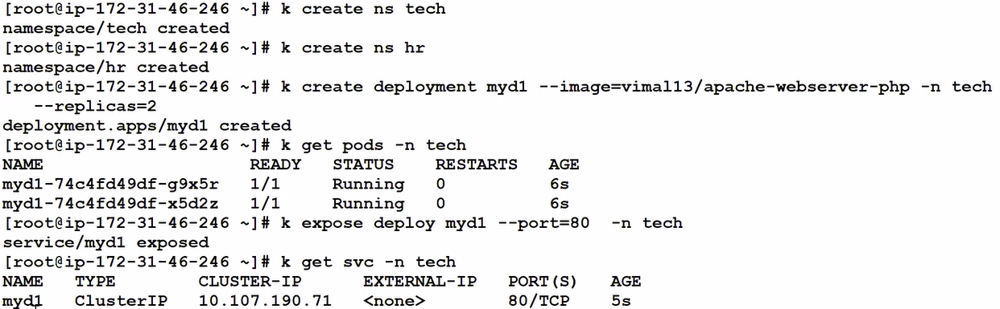 [root@ip-172-31-46-246 ~]# k create ns tech
namespace/tech created
[root@ip-172-31-46-246 ~]# k create ns hr
namespace/hr created
[root@ip-172-31-46-246 ~]# k create deployment myd1 --image=vimal13/apache-webserver-php -n tech
   --replicas=2
deployment.apps/myd1 created
[root@ip-172-31-46-246 ~]# k get pods -n tech
NAME                    READY   STATUS    RESTARTS   AGE
myd1-74c4fd49df-g9x5r   1/1     Running   0          6s
myd1-74c4fd49df-x5d2z   1/1     Running   0          6s
[root@ip-172-31-46-246 ~]# k expose deploy myd1 --port=80  -n tech
service/myd1 exposed
[root@ip-172-31-46-246 ~]# k get svc -n tech
NAME   TYPE        CLUSTER-IP      EXTERNAL-IP   PORT(S)   AGE
myd1   ClusterIP   10.107.190.71   <none>        80/TCP    5s